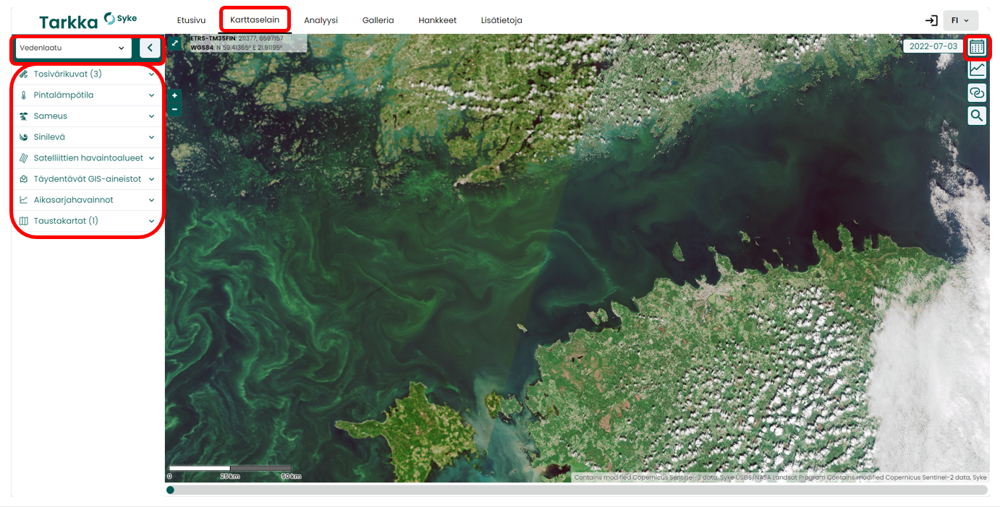 Tarkka Syke
Etusivu Karttaselain Analyysi Galleria Hankkeet Lisätietoja FI
Vedenlaatu
ETRS-TM35FIN: 211377, 6597157
WGS84: N 59.41365° E 21.91195°
2022-07-03
Tosivärikuvat (3)
Pintalämpötila
Sameus
Sinilevä
Satelliittien havaintoalueet
Täydentävät GIS-aineistot
Aikasarjahavainnot
Taustakartat (1)
+
−
0 25 km 50 km
Contains modified Copernicus Sentinel-3 data, Syke USGS/NASA Landsat Program Contains modified Copernicus Sentinel-2 data, Syke